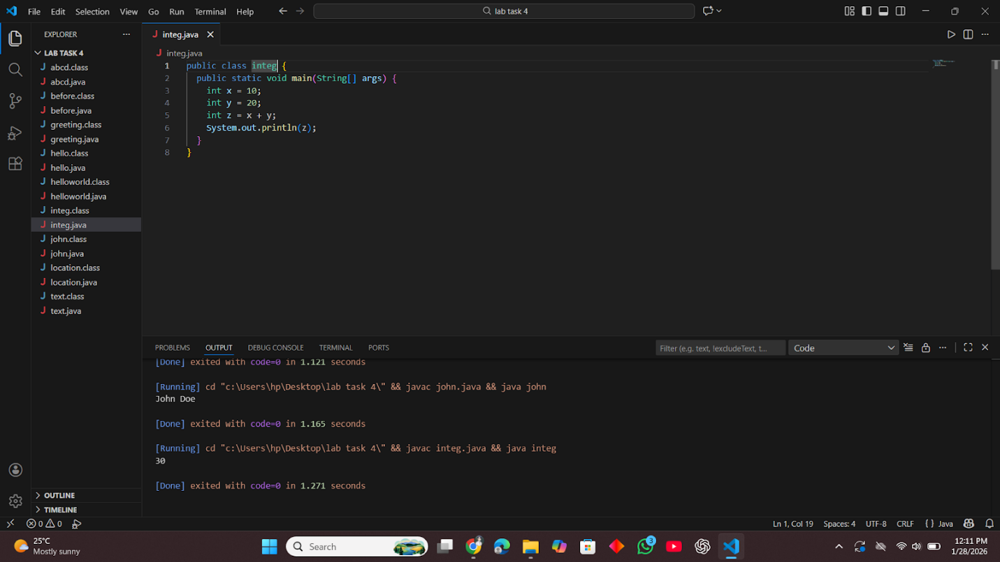 File Edit Selection View Go Run Terminal Help lab task 4
EXPLORER
LAB TASK 4
J abcd.class
J abcd.java
J before.class
J before.java
J greeting.class
J greeting.java
J hello.class
J hello.java
J helloworld.class
J helloworld.java
J integ.class
J integ.java
J john.class
J john.java
J location.class
J location.java
J text.class
J text.java
OUTLINE
TIMELINE
J integ.java
J integ.java
1 public class integ {
2 public static void main(String[] args) {
3 int x = 10;
4 int y = 20;
5 int z = x + y;
6 System.out.println(z);
7 }
8 }
PROBLEMS OUTPUT DEBUG CONSOLE TERMINAL PORTS Filter (e.g. text, !excludeText, t... Code
[Done] exited with code=0 in 1.121 seconds
[Running] cd "c:\Users\hp\Desktop\lab task 4\" && javac john.java && java john
John Doe
[Done] exited with code=0 in 1.165 seconds
[Running] cd "c:\Users\hp\Desktop\lab task 4\" && javac integ.java && java integ
30
[Done] exited with code=0 in 1.271 seconds
0 0 Ln 1, Col 19 Spaces: 4 UTF-8 CRLF {} Java
25°C
Mostly sunny
Search
3
12:11 PM
1/28/2026